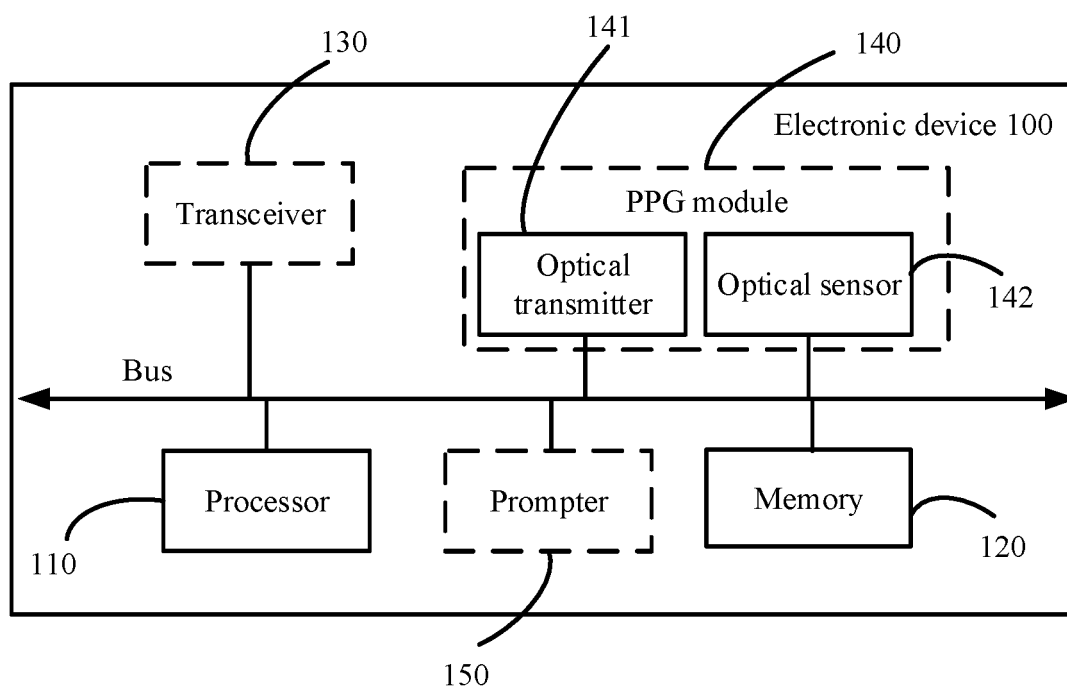 130
141
140
Electronic device 100
Transceiver
PPG module
Optical
transmitter
Optical sensor
142
Bus
Processor
Prompter
Memory
110
120
150